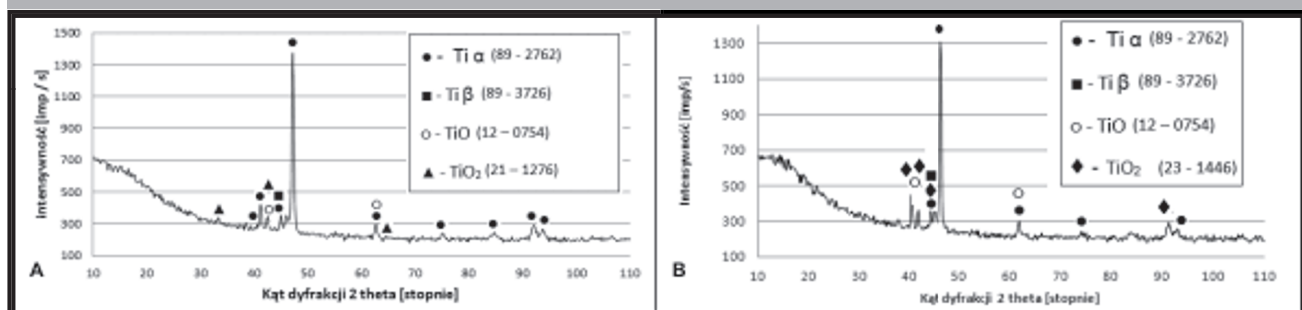 1500
1300
1100
900
700
500
300
100
Intensywność [imp / s]
● - Ti α (89 - 2762)
■ - Ti β (89 - 3726)
○ - TiO (12 – 0754)
▲ - TiO₂ (21 – 1276)
10 20 30 40 50 60 70 80 90 100 110
Kąt dyfrakcji 2 theta [stopnie]
A
1300
1100
900
700
500
300
100
Intensywność [imp/s]
● - Ti α (89 - 2762)
■ - Ti β (89 - 3726)
○ - TiO (12 – 0754)
◆ - TiO₂ (23 - 1446)
10 20 30 40 50 60 70 80 90 100 110
Kąt dyfrakcji 2 theta [stopnie]
B